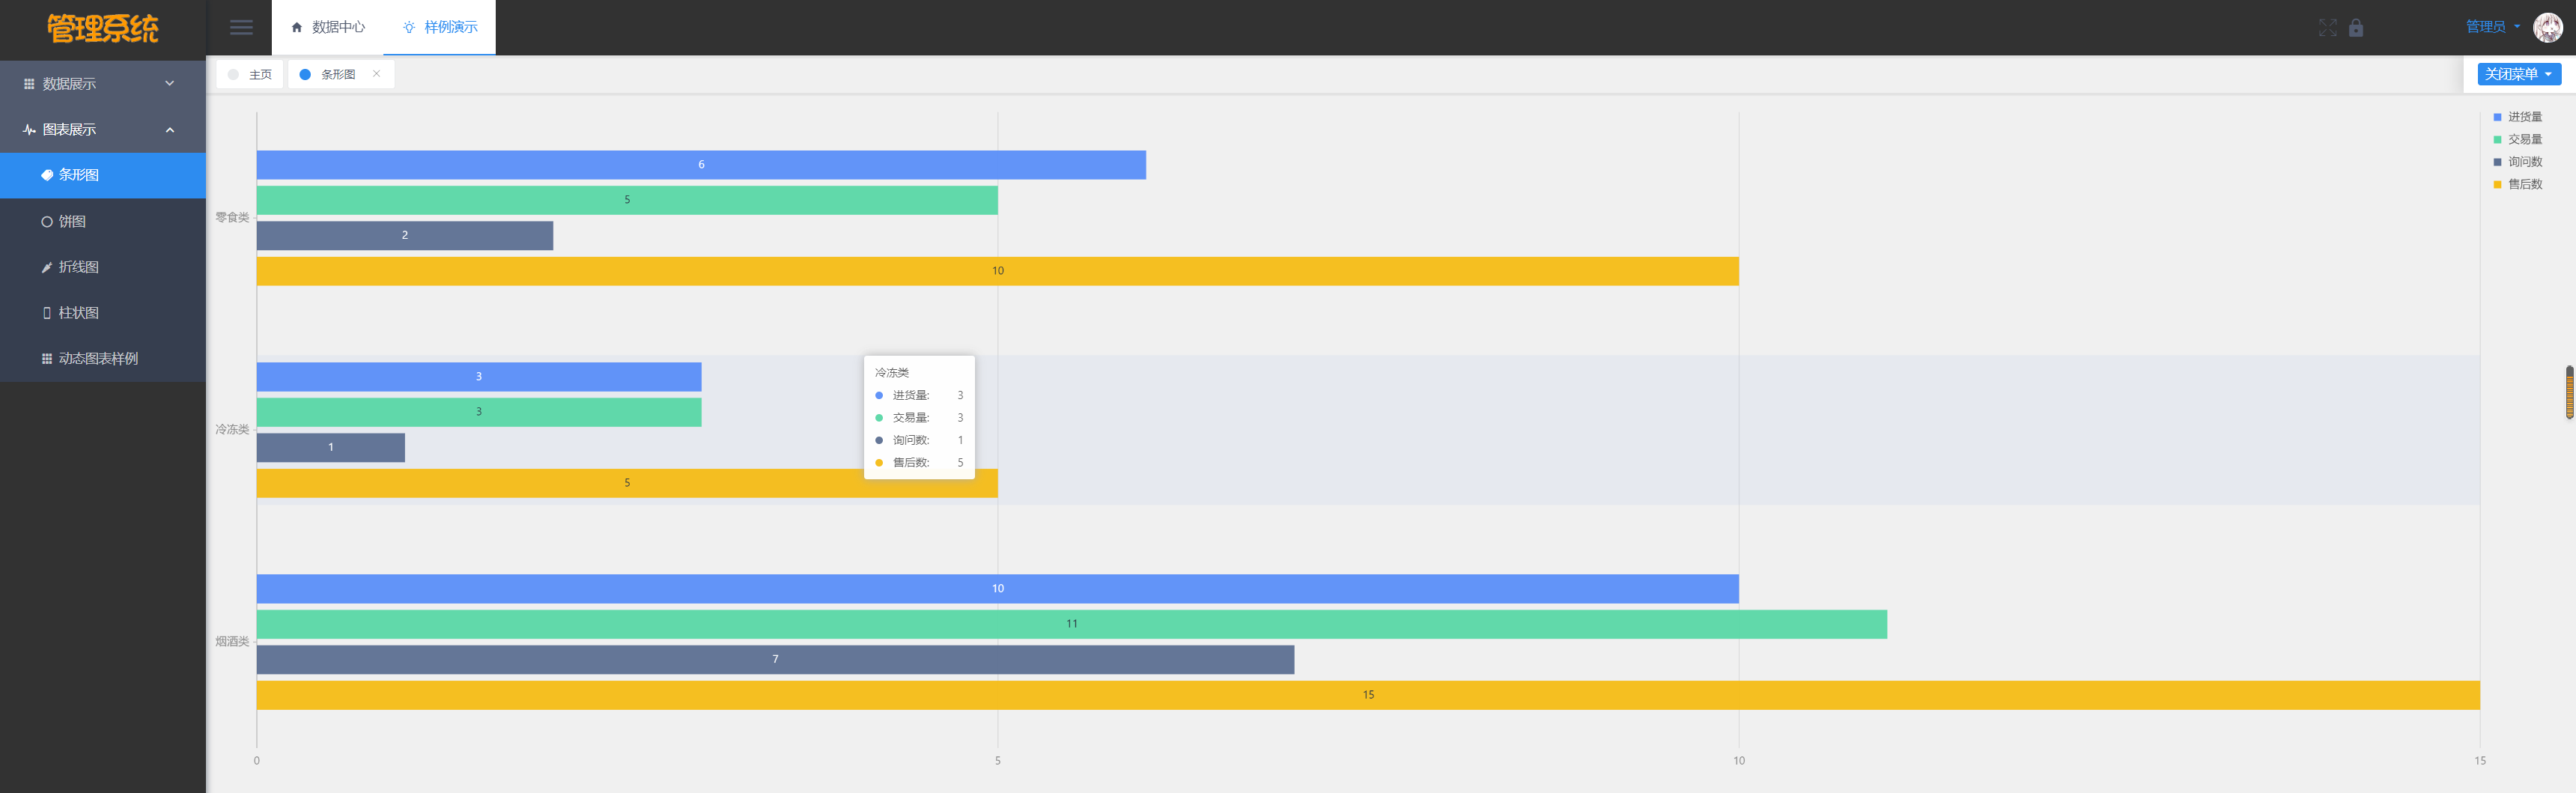 管理系统
数据中心
样例演示
管理员
数据展示
图表展示
条形图
饼图
折线图
柱状图
动态图表样例
主页
条形图
关闭菜单
进货量
交易量
询问数
售后数
零食类
6
5
2
10
冷冻类
3
3
1
5
冷冻类
进货量: 3
交易量: 3
询问数: 1
售后数: 5
烟酒类
10
11
7
15
0 5 10 15